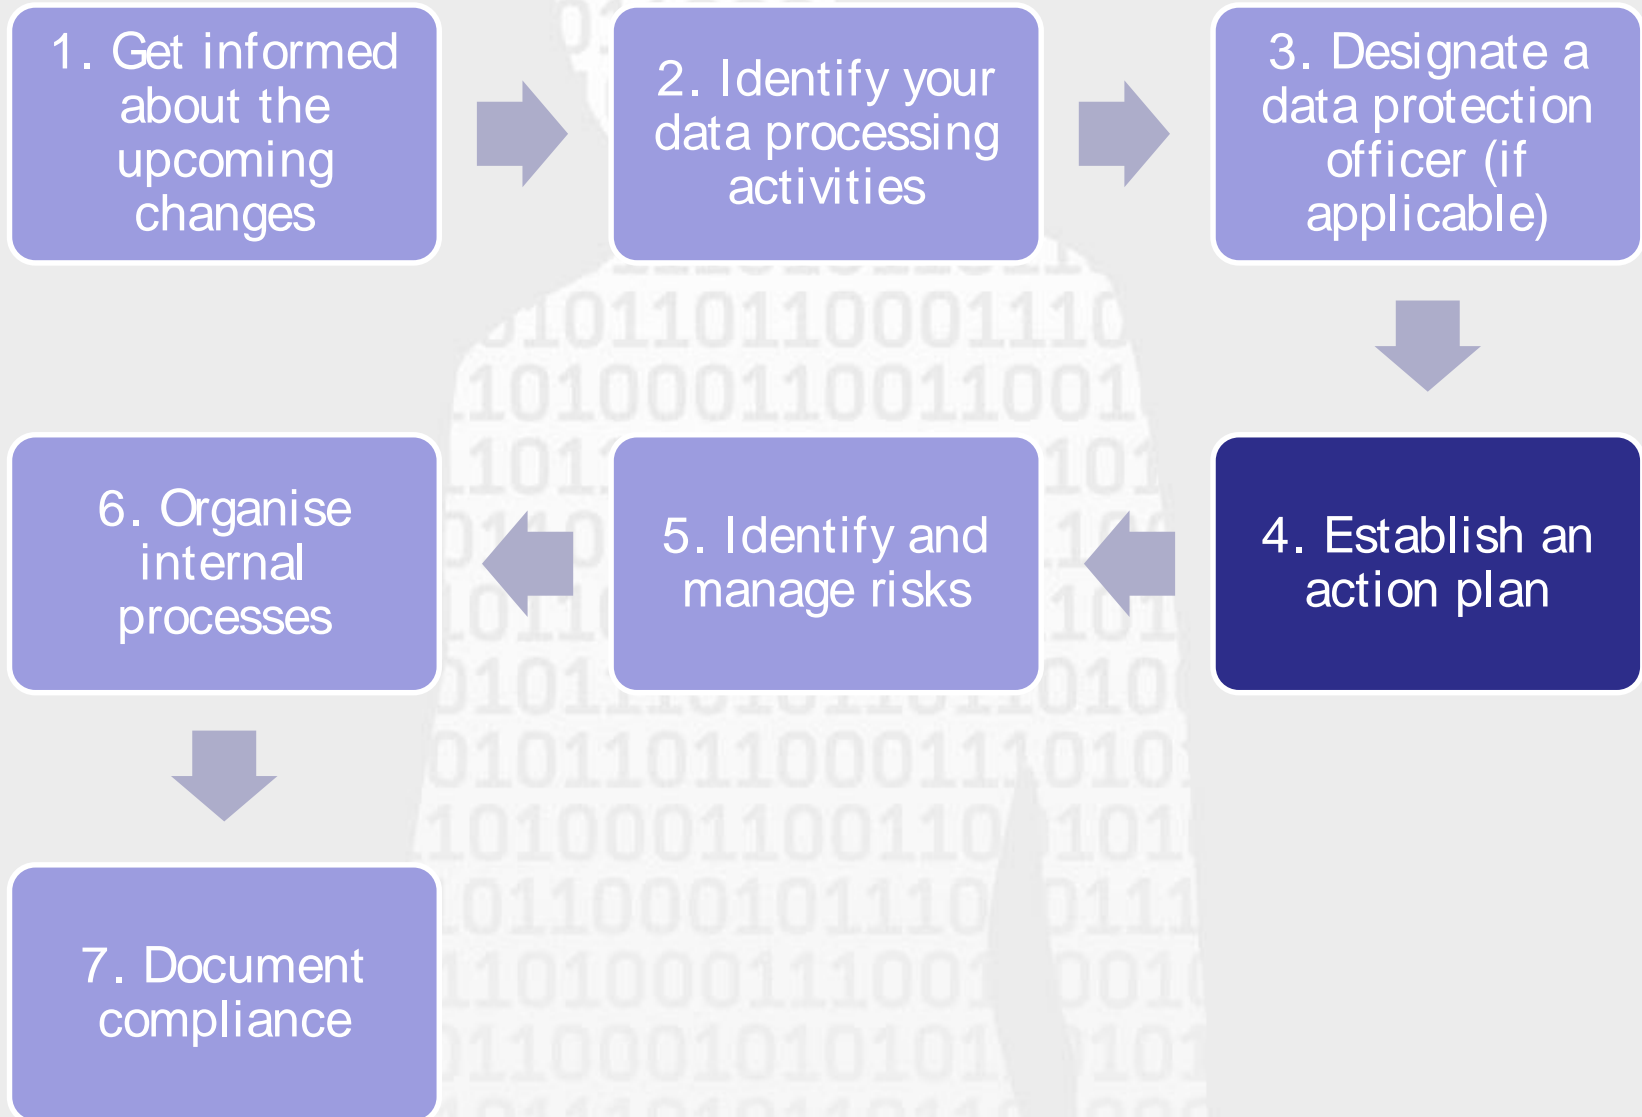 1. Get informed
about the
upcoming
changes
2. Identify your
data processing
activities
3. Designate a
data protection
officer (if
applicable)
4. Establish an
action plan
5. Identify and
manage risks
6. Organise
internal
processes
7. Document
compliance